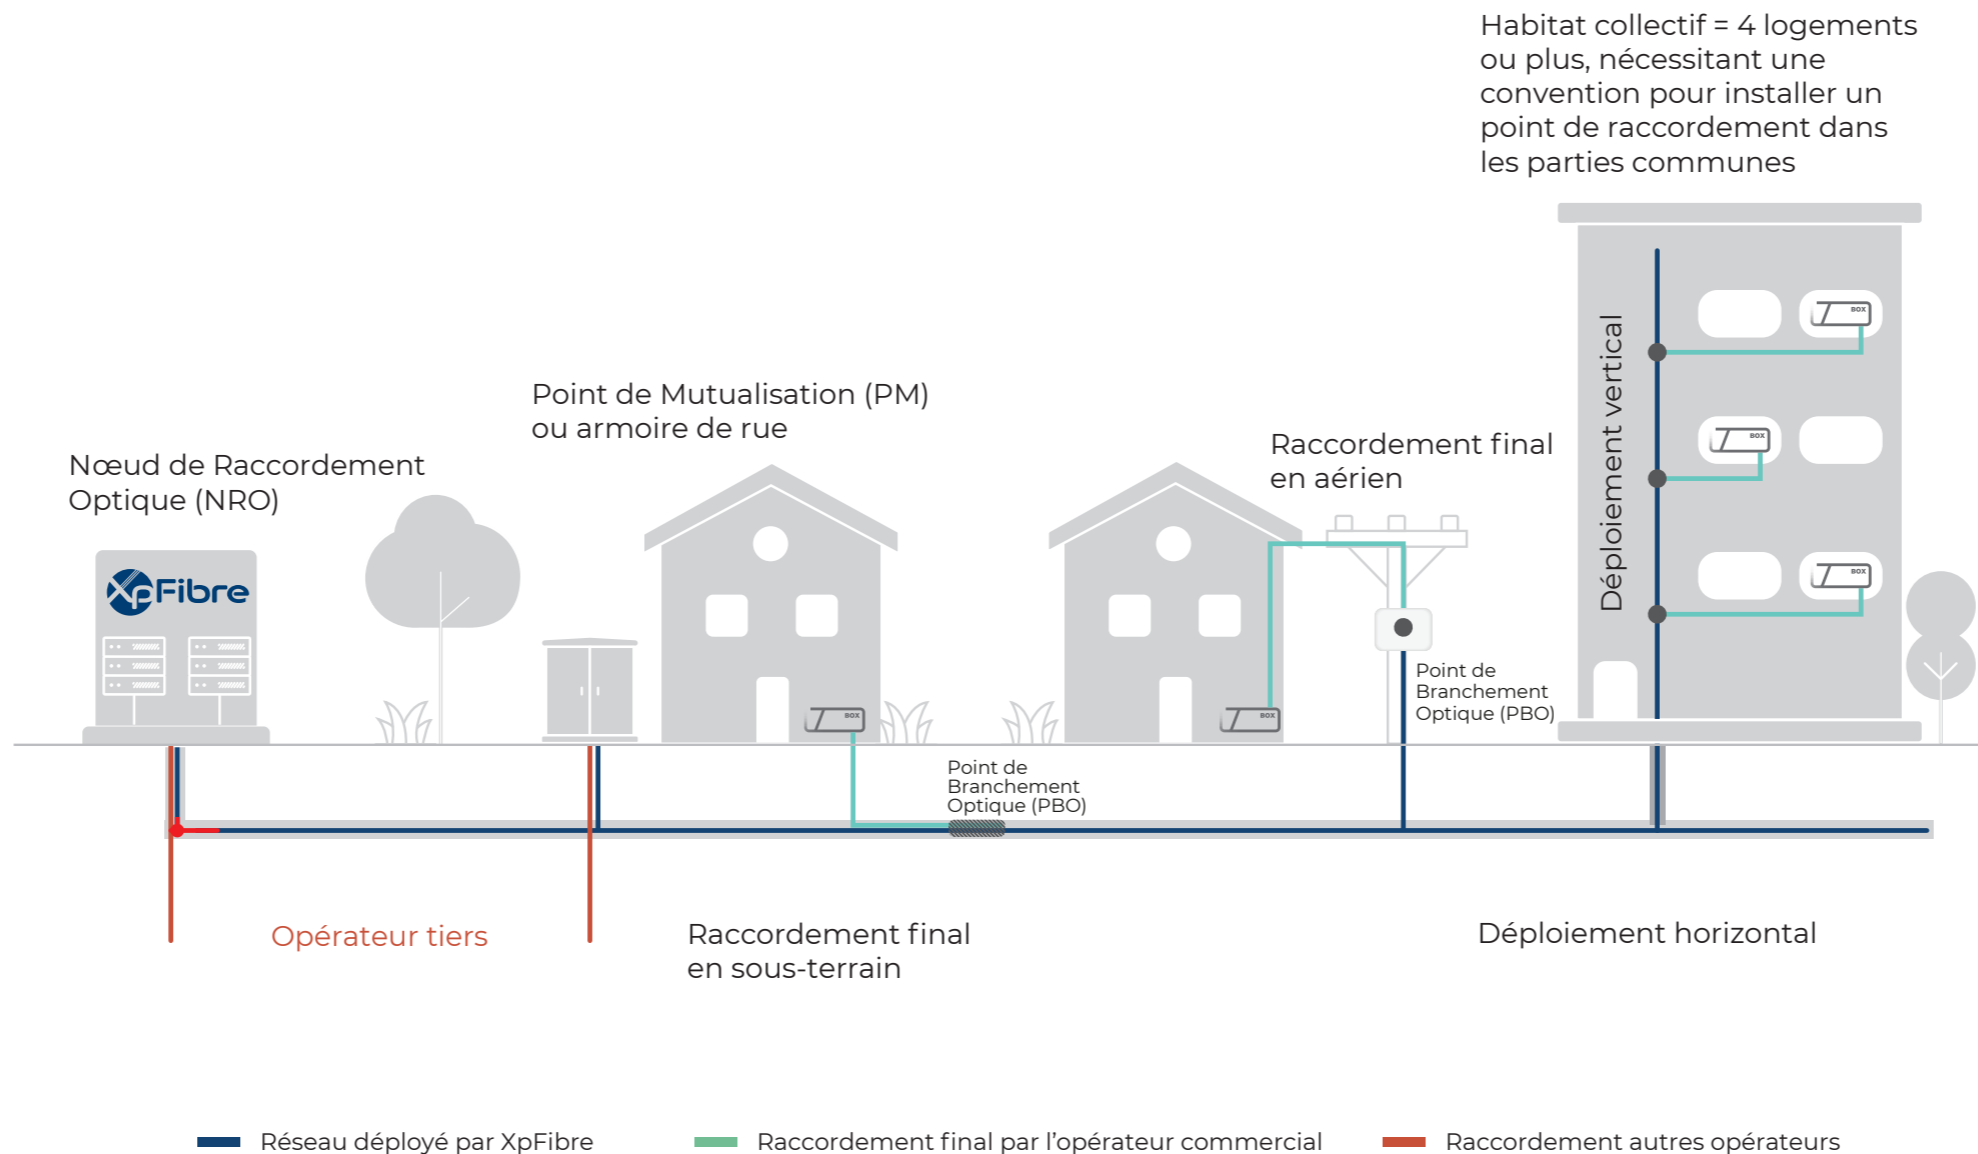 Habitat collectif = 4 logements
ou plus, nécessitant une
convention pour installer un
point de raccordement dans
les parties communes
Point de Mutualisation (PM)
ou armoire de rue
Nœud de Raccordement
Optique (NRO)
Raccordement final
en aérien
Déploiement vertical
XpFibre
BOX
BOX
BOX
BOX
BOX
Point de
Branchement
Optique (PBO)
Point de
Branchement
Optique (PBO)
Opérateur tiers
Raccordement final
en sous-terrain
Déploiement horizontal
Réseau déployé par XpFibre
Raccordement final par l'opérateur commercial
Raccordement autres opérateurs